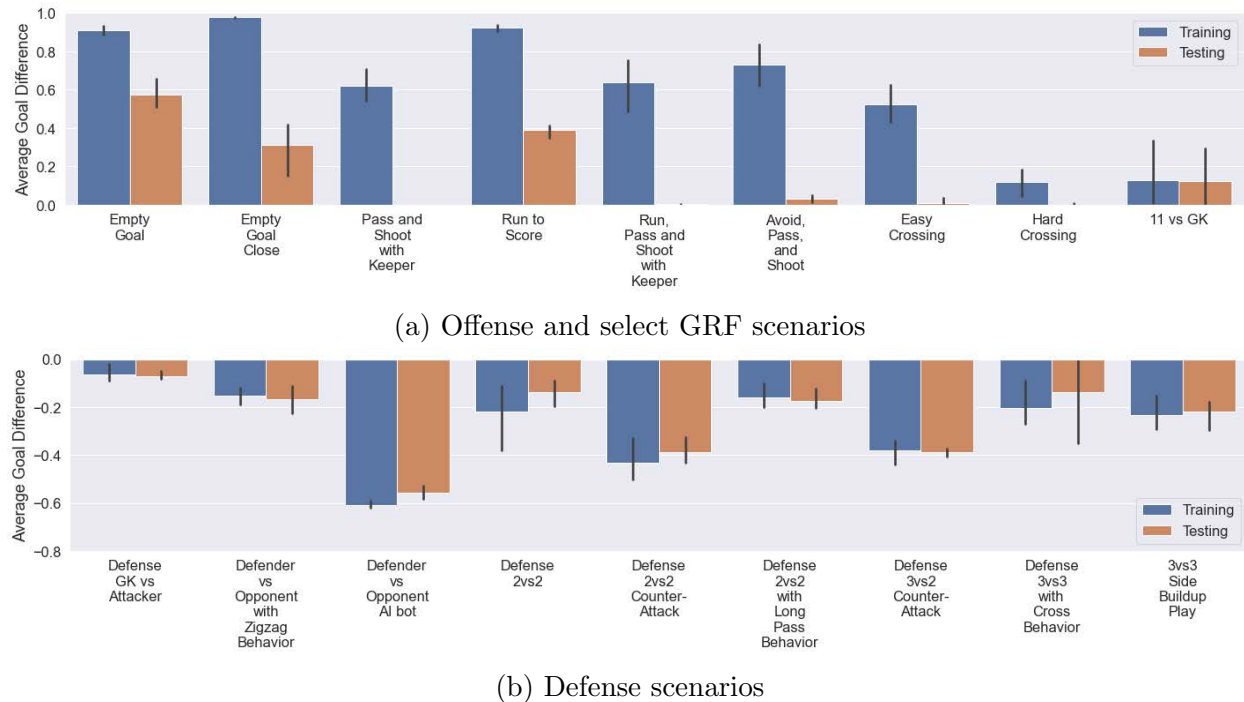 Average Goal Difference
1.0
0.8
0.6
0.4
0.2
0.0
Training
Testing
Empty
Goal
Empty
Goal
Close
Pass and
Shoot
with
Keeper
Run to
Score
Run,
Pass and
Shoot
with
Keeper
Avoid,
Pass,
and
Shoot
Easy
Crossing
Hard
Crossing
11 vs GK
(a) Offense and select GRF scenarios
Average Goal Difference
0.0
−0.2
−0.4
−0.6
−0.8
Training
Testing
Defense
GK vs
Attacker
Defender
vs
Opponent
with
Zigzag
Behavior
Defender
vs
Opponent
AI bot
Defense
2vs2
Defense
2vs2
Counter-
Attack
Defense
2vs2
with
Long
Pass
Behavior
Defense
3vs2
Counter-
Attack
Defense
3vs3
with
Cross
Behavior
3vs3
Side
Buildup
Play
(b) Defense scenarios